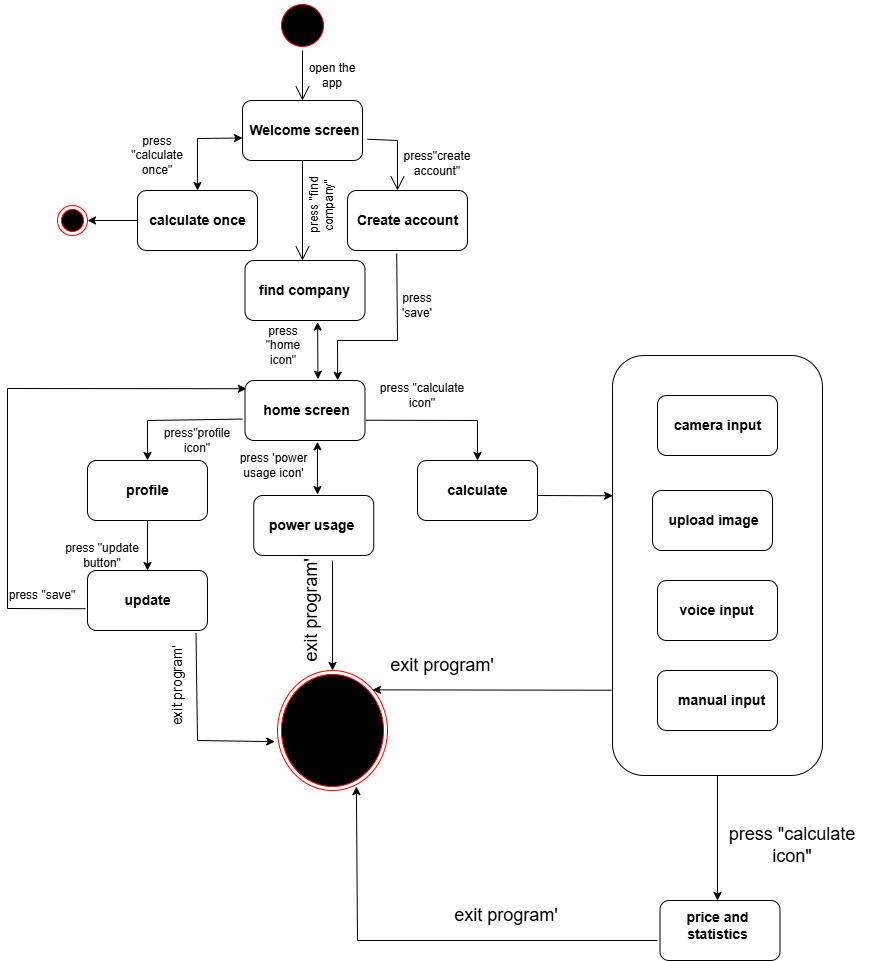 open the
app
Welcome screen
press
"calculate
once"
press"create
account"
press "find
company"
calculate once
Create account
find company
press
'save'
press
"home
icon"
home screen
press "calculate
icon"
press"profile
icon"
press 'power
usage icon'
profile
calculate
power usage
press "update
button"
update
press "save"
exit program'
exit program'
camera input
upload image
voice input
manual input
exit program'
press "calculate
icon"
price and
statistics
exit program'